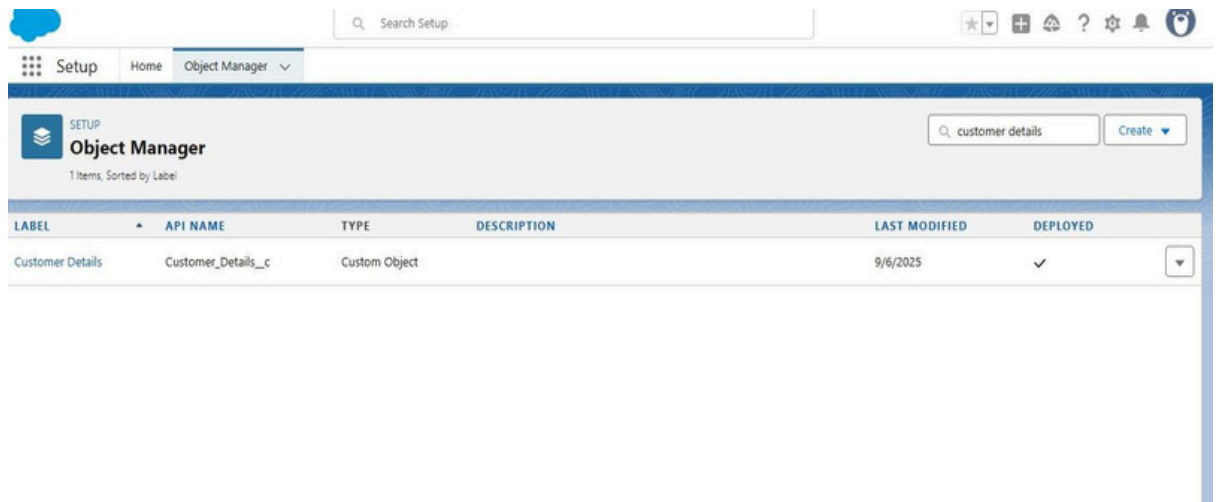 Search Setup
Setup Home Object Manager
SETUP
Object Manager
1 Items, Sorted by Label
customer details
Create
LABEL API NAME TYPE DESCRIPTION LAST MODIFIED DEPLOYED
Customer Details Customer_Details__c Custom Object 9/6/2025